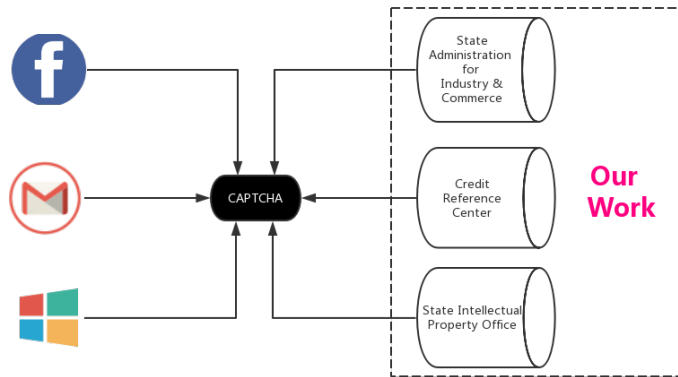 State
Administration
for
Industry &
Commerce
CAPTCHA
Credit
Reference
Center
Our
Work
State Intellectual
Property Office